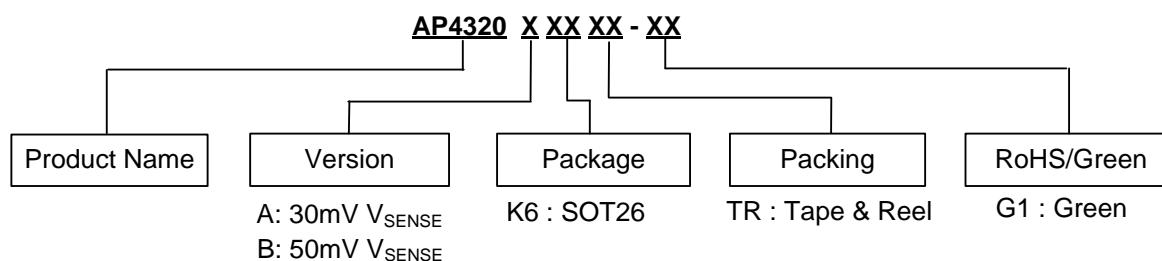 AP4320 X XX XX - XX
Product Name
Version
Package
Packing
RoHS/Green
A: 30mV VSENSE
B: 50mV VSENSE
K6 : SOT26
TR : Tape & Reel
G1 : Green